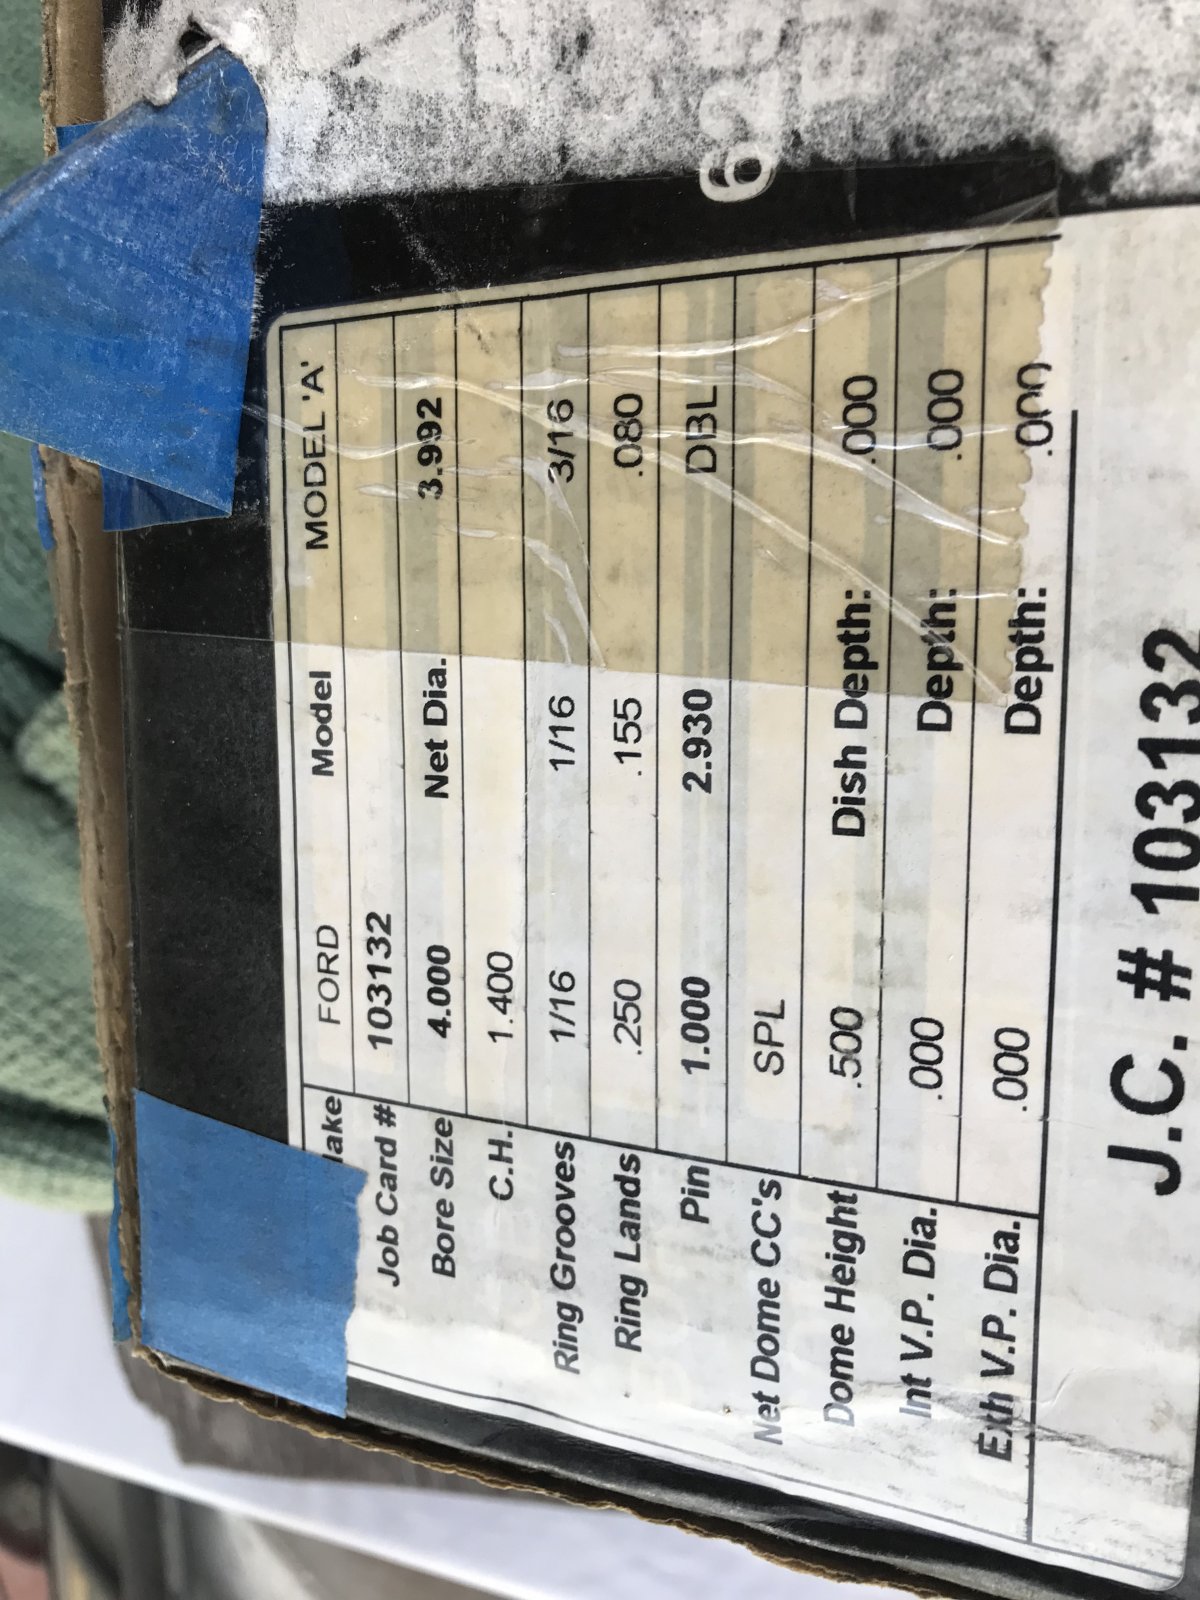 ake FORD Model MODEL 'A'
Job Card # 103132
Bore Size 4.000 Net Dia. 3.992
C.H. 1.400
Ring Grooves 1/16 1/16 3/16
Ring Lands .250 .155 .080
Pin 1.000 2.930 DBL
Net Dome CC's SPL
Dome Height .500 Dish Depth: .000
Int V.P. Dia. .000 Depth: .000
Exh V.P. Dia. .000 Depth: .000
J.C. # 103132